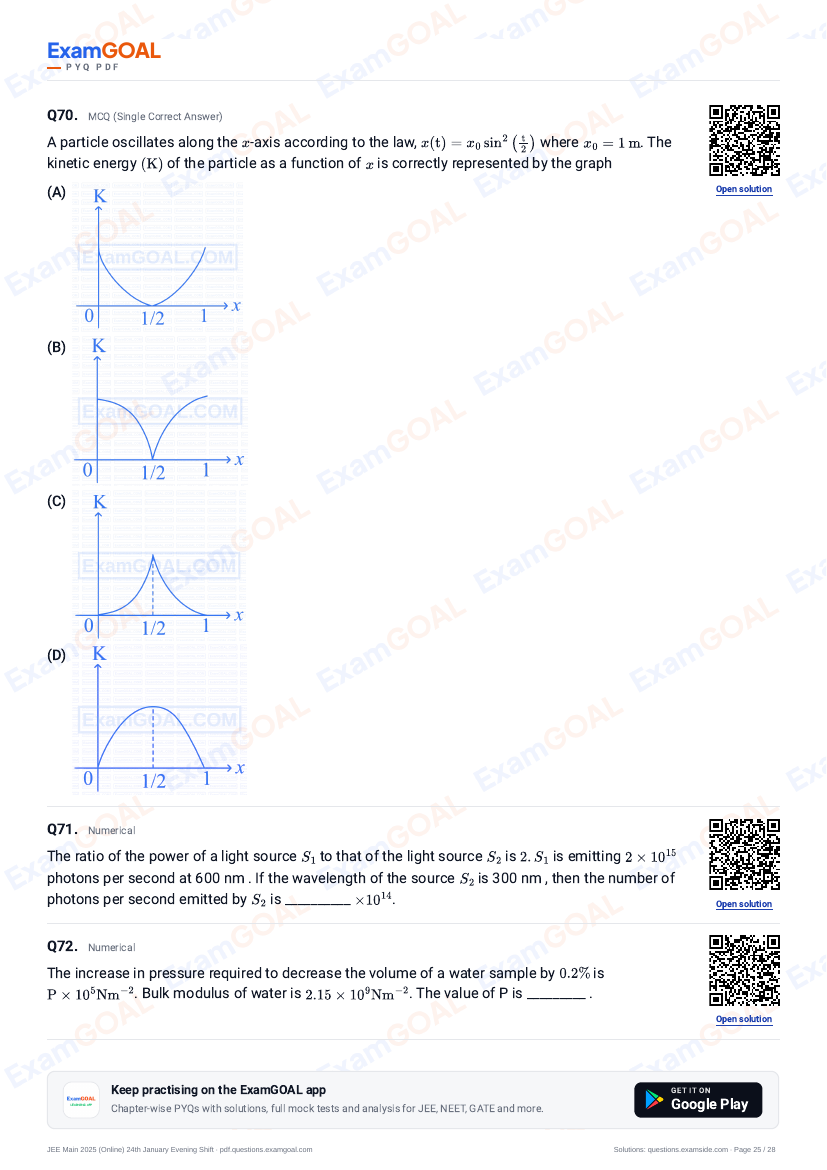 ExamGOAL
PYQ PDF
Q70. MCQ (Single Correct Answer)
A particle oscillates along the x-axis according to the law, x(t) = x₀ sin² (t/2) where x₀ = 1 m. The
kinetic energy (K) of the particle as a function of x is correctly represented by the graph
Open solution
(A)
K
ExamGOAL.COM
0 1/2 1 x
(B)
K
ExamGOAL.COM
0 1/2 1 x
(C)
K
ExamGOAL.COM
0 1/2 1 x
(D)
K
ExamGOAL.COM
0 1/2 1 x
Q71. Numerical
The ratio of the power of a light source S₁ to that of the light source S₂ is 2. S₁ is emitting 2 × 10¹⁵
photons per second at 600 nm . If the wavelength of the source S₂ is 300 nm , then the number of
photons per second emitted by S₂ is ________ ×10¹⁴.
Open solution
Q72. Numerical
The increase in pressure required to decrease the volume of a water sample by 0.2% is
P × 10⁵Nm⁻². Bulk modulus of water is 2.15 × 10⁹Nm⁻². The value of P is ________ .
Open solution
ExamGOAL
Keep practising on the ExamGOAL app
Chapter-wise PYQs with solutions, full mock tests and analysis for JEE, NEET, GATE and more.
GET IT ON
Google Play
JEE Main 2025 (Online) 24th January Evening Shift · pdf.questions.examgoal.com
Solutions: questions.examside.com · Page 25 / 28